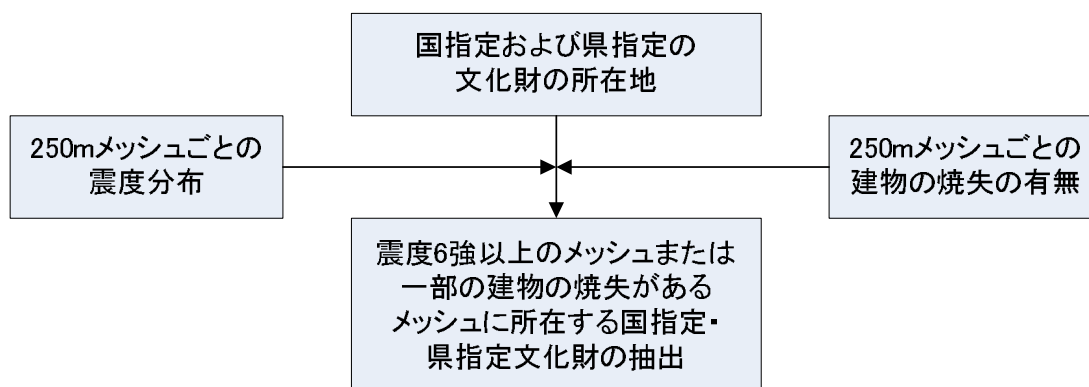 国指定および県指定の
文化財の所在地
250mメッシュごとの
震度分布
250mメッシュごとの
建物の焼失の有無
震度6強以上のメッシュまたは
一部の建物の焼失がある
メッシュに所在する国指定・
県指定文化財の抽出